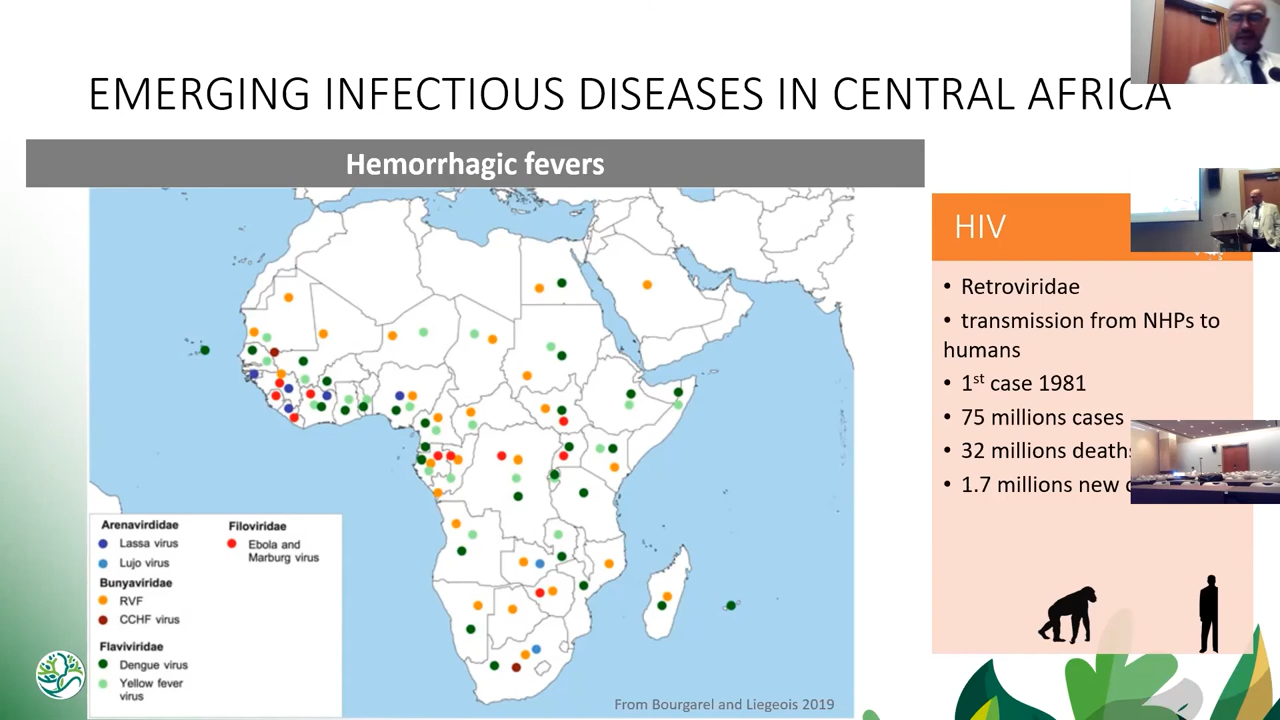 EMERGING INFECTIOUS DISEASES IN CENTRAL AFRICA
Hemorrhagic fevers
HIV
• Retroviridae
• transmission from NHPs to
humans
• 1st case 1981
• 75 millions cases
• 32 millions deaths
• 1.7 millions new
Arenavirdidae
Lassa virus
Lujo virus
Bunyaviridae
RVF
CCHF virus
Flaviviridae
Dengue virus
Yellow fever
virus
Filoviridae
Ebola and
Marburg virus
From Bourgarel and Liegeois 2019